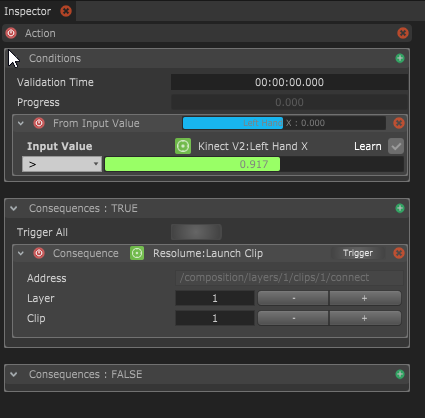 Inspector
Action
Conditions
Validation Time 00:00:00.000
Progress 0.000
From Input Value Left Hand X : 0.000
Input Value Kinect V2:Left Hand X Learn
> 0.917
Consequences : TRUE
Trigger All
Consequence Resolume:Launch Clip Trigger
Address /composition/layers/1/clips/1/connect
Layer 1 - +
Clip 1 - +
Consequences : FALSE